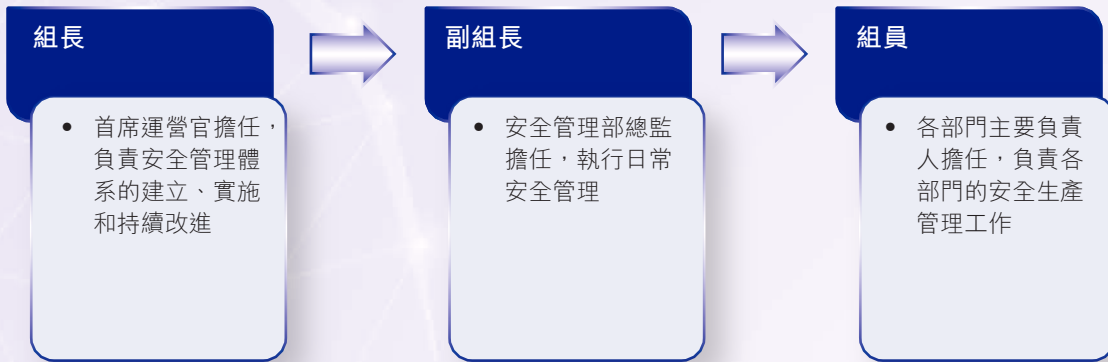 組長
• 首席運營官擔任，
負責安全管理體
系的建立、實施
和持續改進
副組長
• 安全管理部總監
擔任，執行日常
安全管理
組員
• 各部門主要負責
人擔任，負責各
部門的安全生產
管理工作